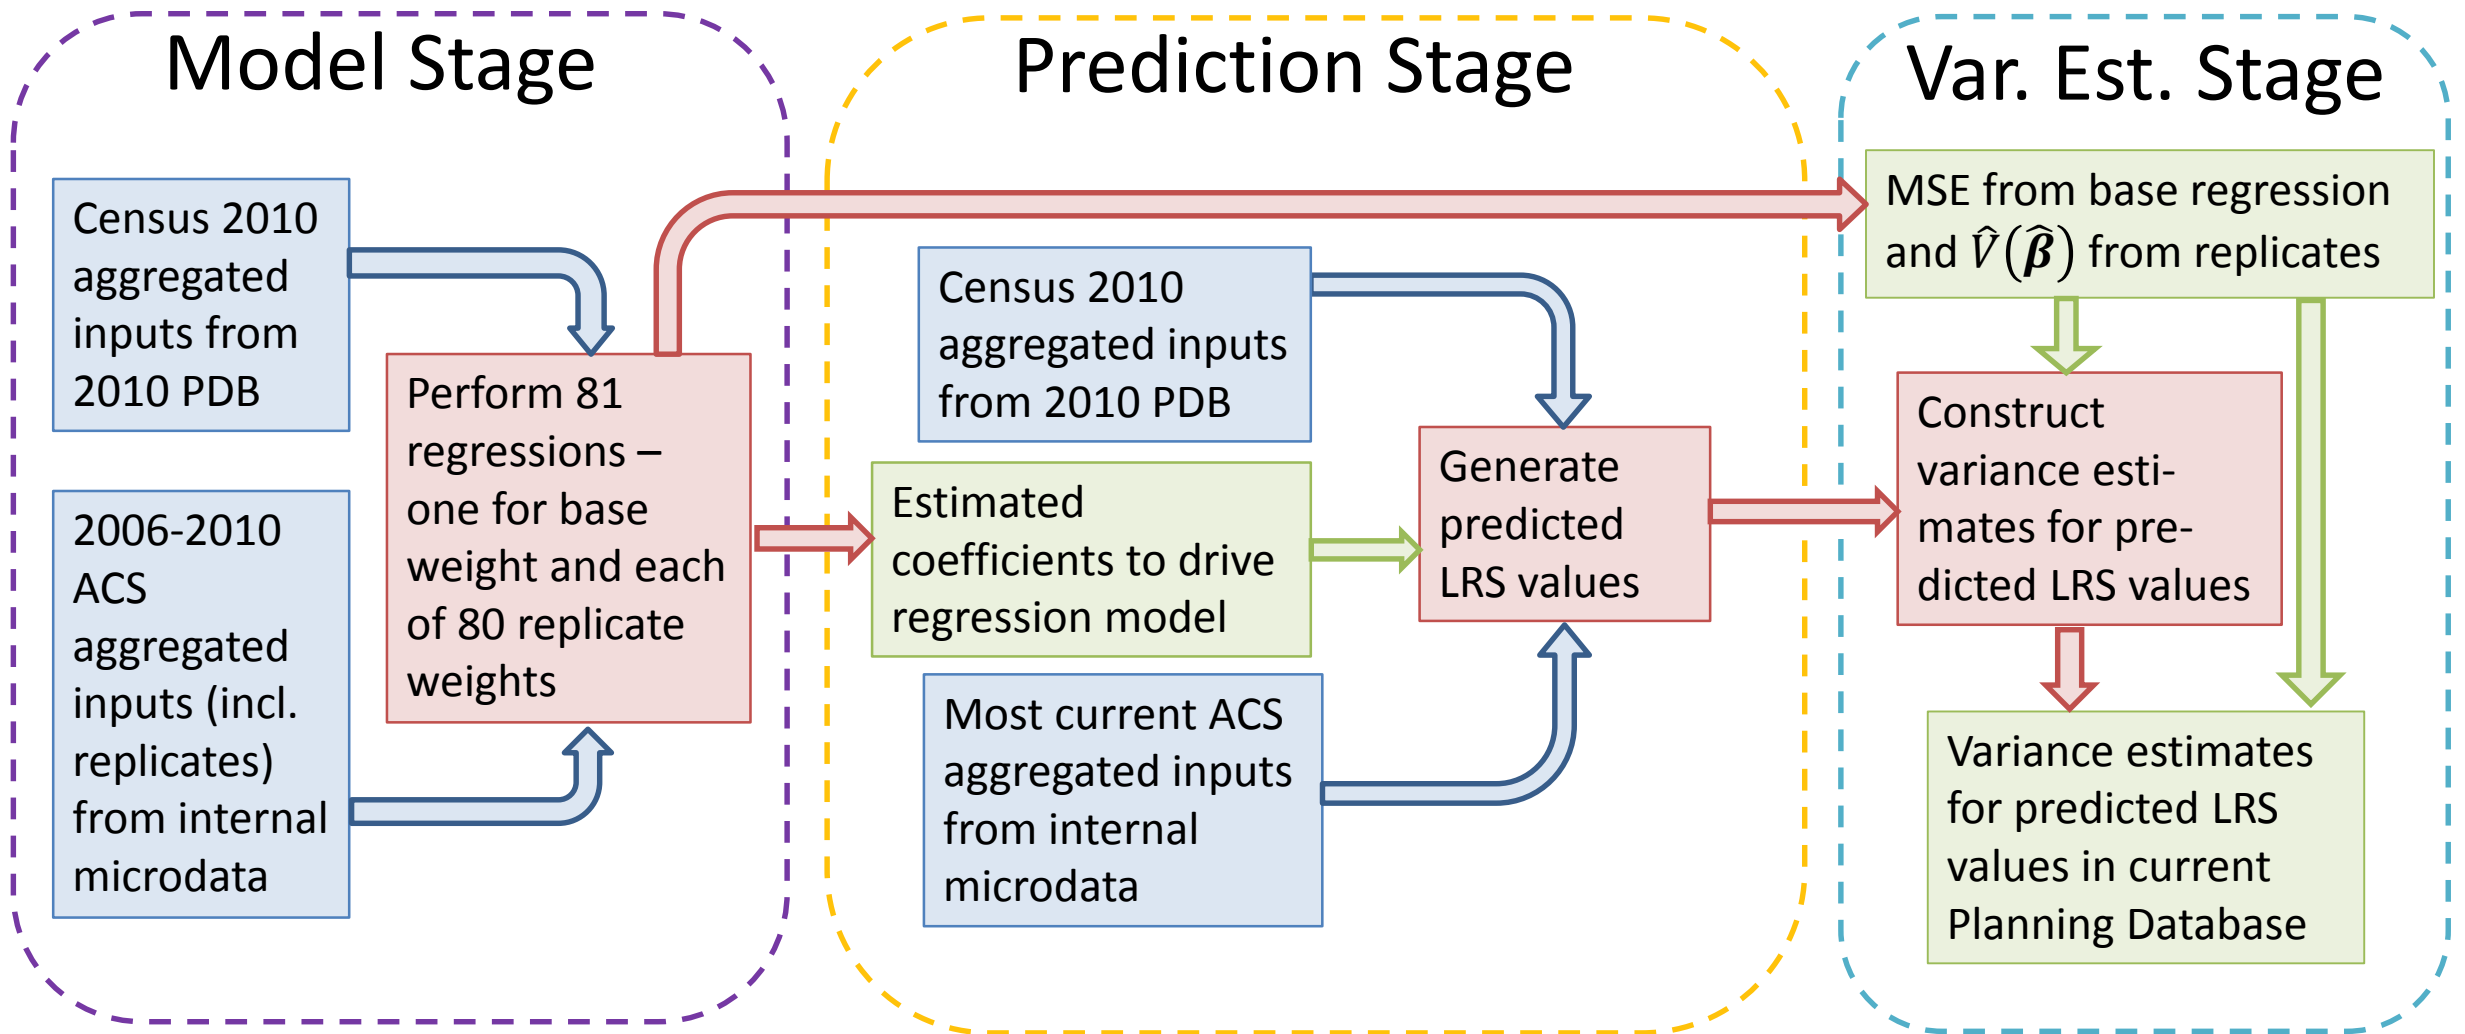 Model Stage
Census 2010
aggregated
inputs from
2010 PDB
2006-2010
ACS
aggregated
inputs (incl.
replicates)
from internal
microdata
Perform 81
regressions –
one for base
weight and each
of 80 replicate
weights
Prediction Stage
Census 2010
aggregated inputs
from 2010 PDB
Estimated
coefficients to drive
regression model
Most current ACS
aggregated inputs
from internal
microdata
Generate
predicted
LRS values
Var. Est. Stage
MSE from base regression
and V̂(β̂) from replicates
Construct
variance esti-
mates for pre-
dicted LRS values
Variance estimates
for predicted LRS
values in current
Planning Database